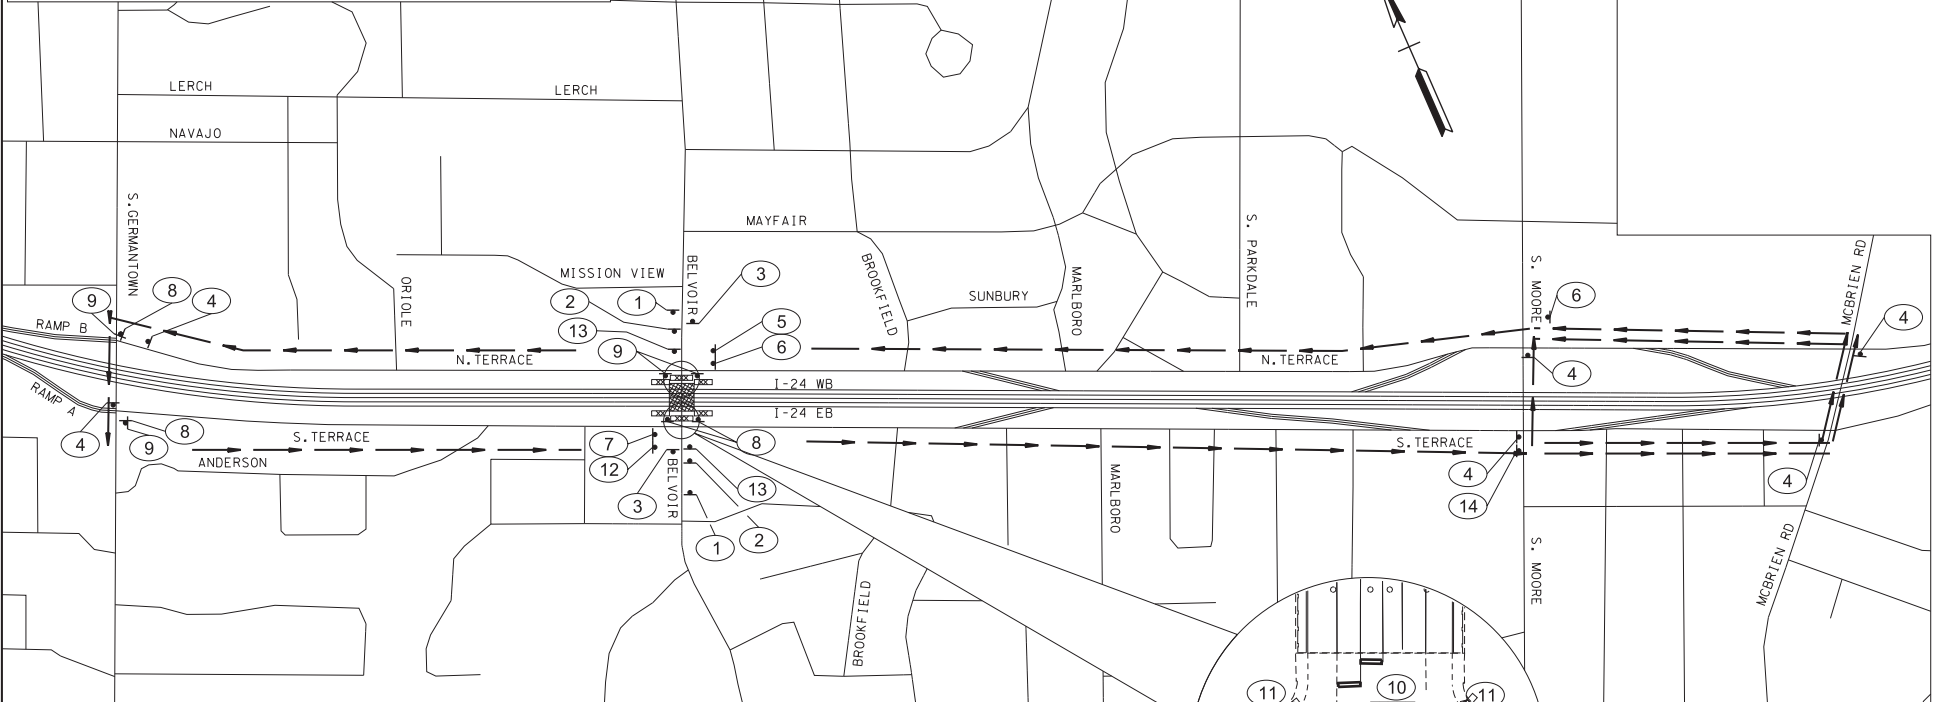 LERCH
LERCH
NAVAJO
S.GERMANTOWN
MAYFAIR
S. PARKDALE
BROOKFIELD
MISSION VIEW
BELVOIR
3
MARLBORO
S. MOORE
MCBRIEN RD
ORIOLE
9
8
4
2
1
SUNBURY
6
4
RAMP B
13
5
9
6
N.TERRACE
N.TERRACE
4
RAMP A
I-24 WB
I-24 EB
4
8
9
S.TERRACE
7
8
S.TERRACE
ANDERSON
12
BELVOIR
13
MARLBORO
4
4
3
14
1
2
S. MOORE
MCBRIEN RD
BROOKFIELD
11
10
11